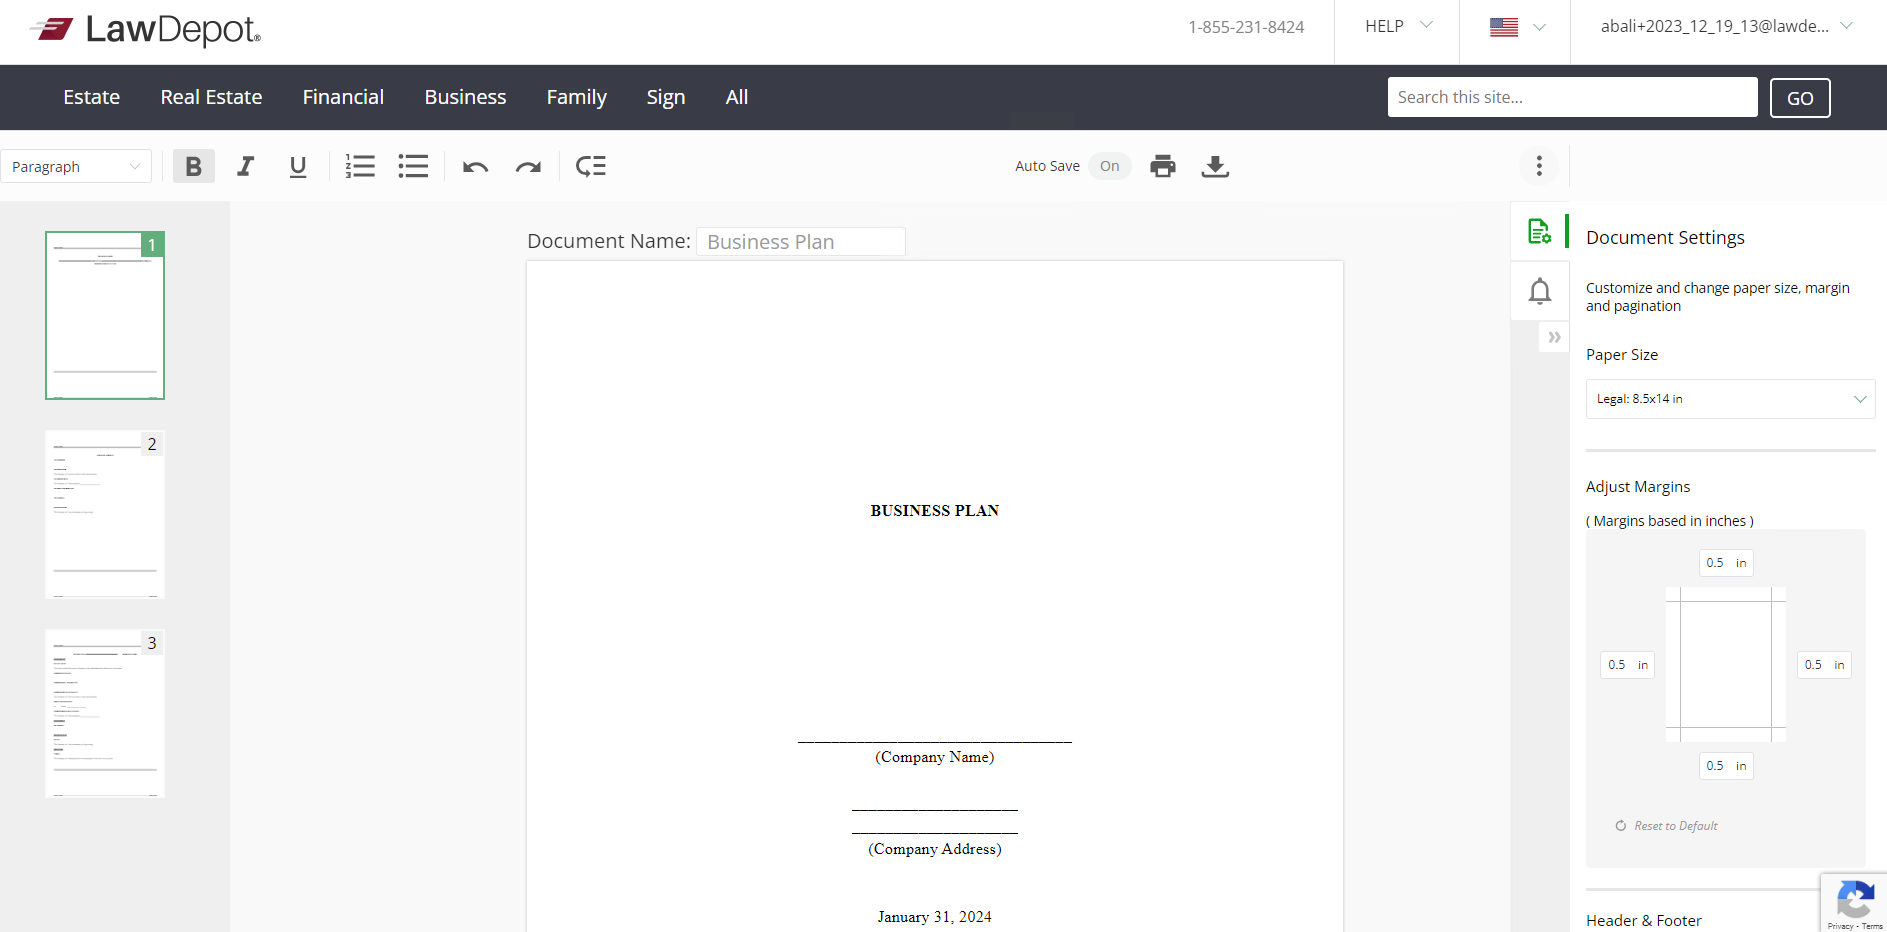 LawDepot®
1-855-231-8424
HELP
abali+2023_12_19_13@lawde...
Estate Real Estate Financial Business Family Sign All
Search this site...
GO
Paragraph
B I U
Auto Save On
Document Name: Business Plan
1
2
3
BUSINESS PLAN
(Company Name)
(Company Address)
January 31, 2024
Document Settings
Customize and change paper size, margin
and pagination
Paper Size
Legal: 8.5x14 in
Adjust Margins
( Margins based in inches )
0.5 in
0.5 in
0.5 in
0.5 in
Reset to Default
Header & Footer
Privacy - Terms